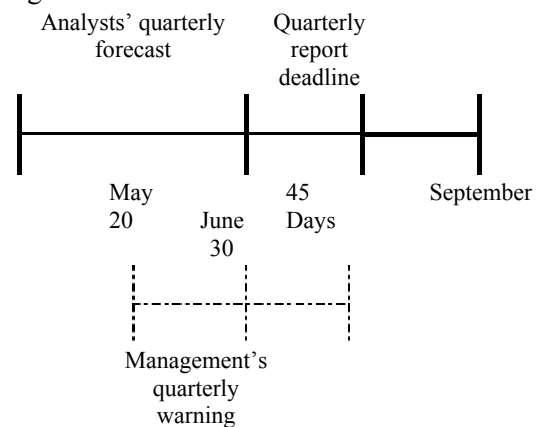 Analysts’ quarterly
forecast
Quarterly
report
deadline
May
20
June
30
45
Days
September
Management’s
quarterly
warning